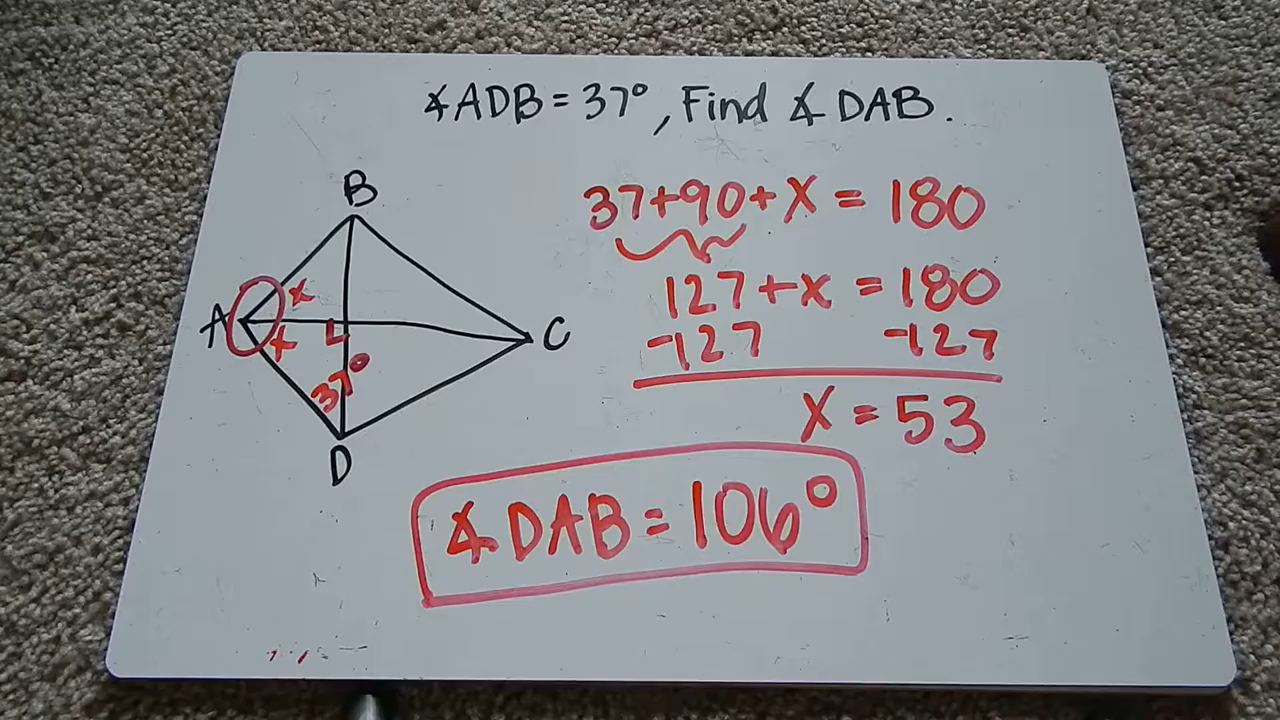 ∡ADB = 37°, Find ∡DAB.
B
A
x
x
C
37°
D
37+90+X = 180
127+x = 180
-127 -127
X = 53
∡DAB = 106°